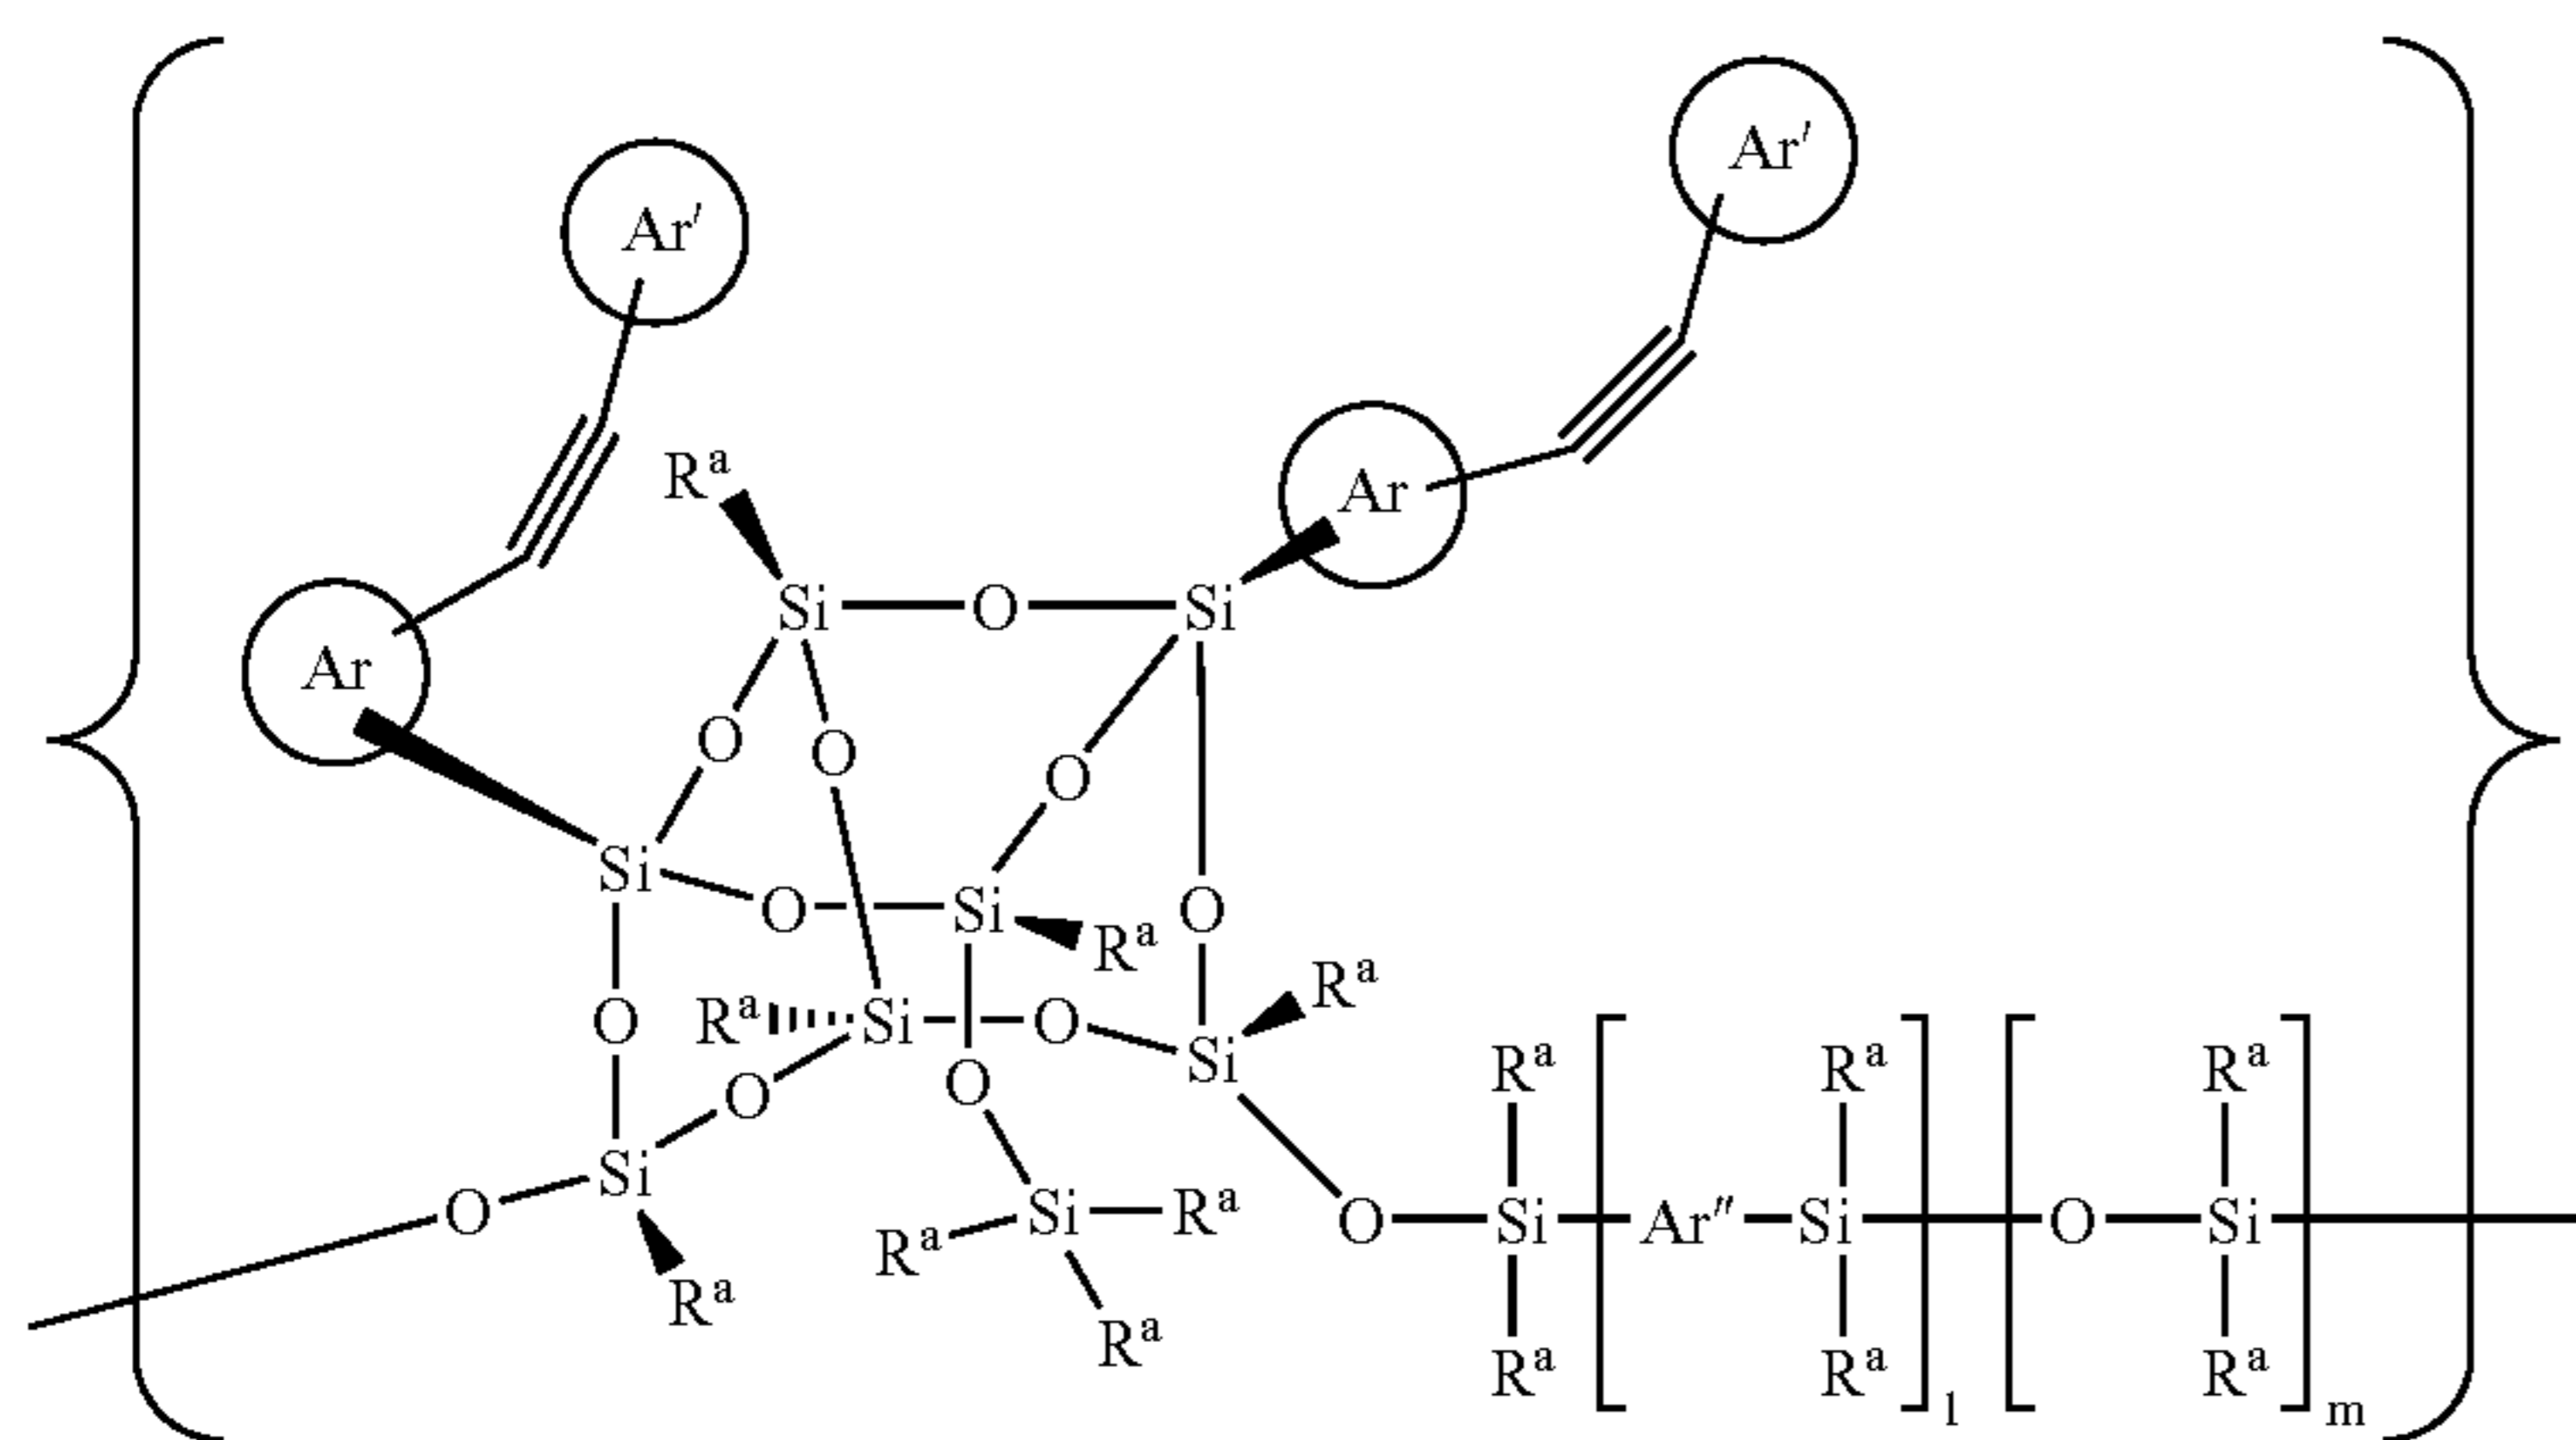 Ar′
Ar′
Rᵃ
Ar
Si O Si
Ar
O O
O
Si
O Si
O
Rᵃ
Rᵃ
O
Rᵃ Si O
Si
Rᵃ Rᵃ Rᵃ
O
O
Si
O
Si Rᵃ
O Si Ar″ Si O Si
Rᵃ
Rᵃ
Rᵃ
Rᵃ Rᵃ Rᵃ
l m